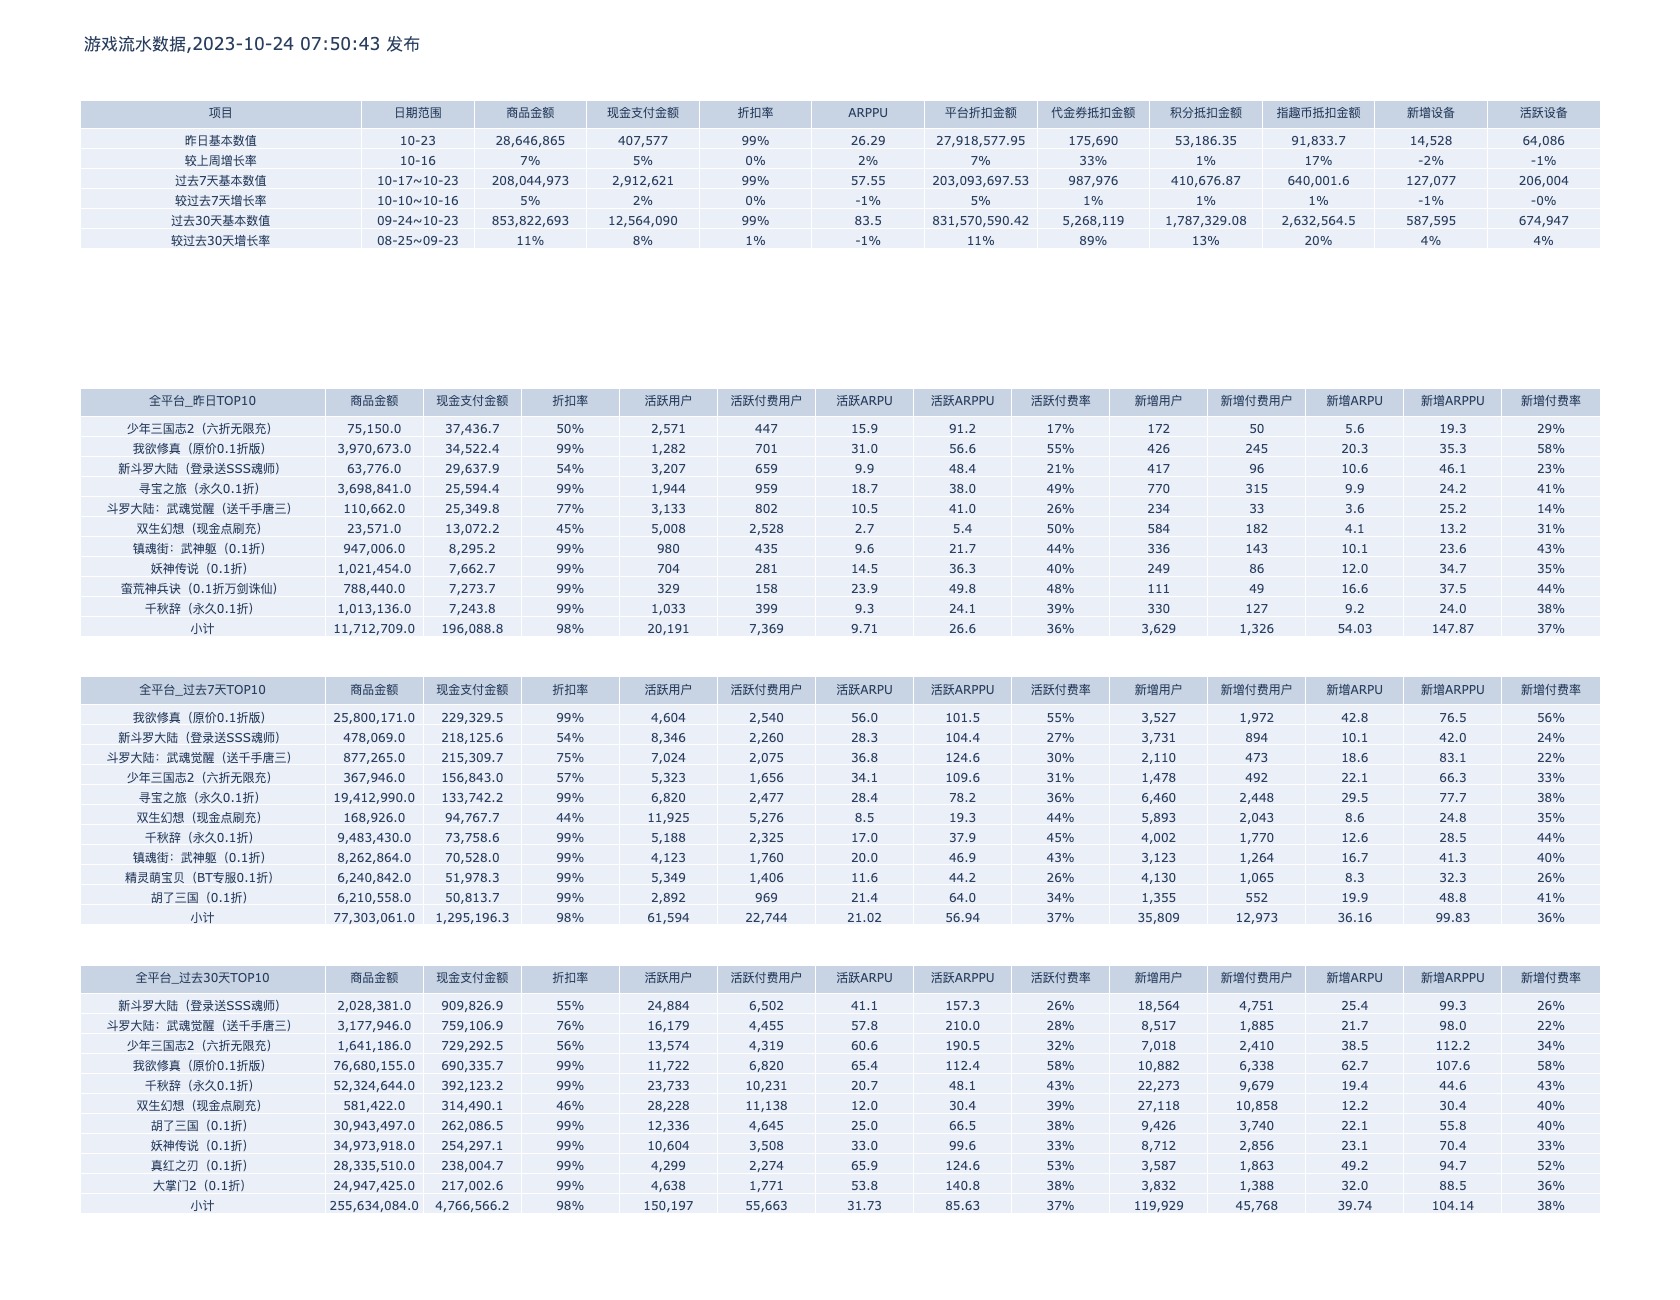 游戏流水数据,2023-10-24 07:50:43 发布
项目 日期范围 商品金额 现金支付金额 折扣率 ARPPU 平台折扣金额 代金券抵扣金额 积分抵扣金额 指趣币抵扣金额 新增设备 活跃设备
昨日基本数值 10-23 28,646,865 407,577 99% 26.29 27,918,577.95 175,690 53,186.35 91,833.7 14,528 64,086
较上周增长率 10-16 7% 5% 0% 2% 7% 33% 1% 17% -2% -1%
过去7天基本数值 10-17~10-23 208,044,973 2,912,621 99% 57.55 203,093,697.53 987,976 410,676.87 640,001.6 127,077 206,004
较过去7天增长率 10-10~10-16 5% 2% 0% -1% 5% 1% 1% 1% -1% -0%
过去30天基本数值 09-24~10-23 853,822,693 12,564,090 99% 83.5 831,570,590.42 5,268,119 1,787,329.08 2,632,564.5 587,595 674,947
较过去30天增长率 08-25~09-23 11% 8% 1% -1% 11% 89% 13% 20% 4% 4%
全平台_昨日TOP10 商品金额 现金支付金额 折扣率 活跃用户 活跃付费用户 活跃ARPU 活跃ARPPU 活跃付费率 新增用户 新增付费用户 新增ARPU 新增ARPPU 新增付费率
少年三国志2（六折无限充） 75,150.0 37,436.7 50% 2,571 447 15.9 91.2 17% 172 50 5.6 19.3 29%
我欲修真（原价0.1折版） 3,970,673.0 34,522.4 99% 1,282 701 31.0 56.6 55% 426 245 20.3 35.3 58%
新斗罗大陆（登录送SSS魂师） 63,776.0 29,637.9 54% 3,207 659 9.9 48.4 21% 417 96 10.6 46.1 23%
寻宝之旅（永久0.1折） 3,698,841.0 25,594.4 99% 1,944 959 18.7 38.0 49% 770 315 9.9 24.2 41%
斗罗大陆：武魂觉醒（送千手唐三） 110,662.0 25,349.8 77% 3,133 802 10.5 41.0 26% 234 33 3.6 25.2 14%
双生幻想（现金点刷充） 23,571.0 13,072.2 45% 5,008 2,528 2.7 5.4 50% 584 182 4.1 13.2 31%
镇魂街：武神躯（0.1折） 947,006.0 8,295.2 99% 980 435 9.6 21.7 44% 336 143 10.1 23.6 43%
妖神传说（0.1折） 1,021,454.0 7,662.7 99% 704 281 14.5 36.3 40% 249 86 12.0 34.7 35%
蛮荒神兵诀（0.1折万剑诛仙） 788,440.0 7,273.7 99% 329 158 23.9 49.8 48% 111 49 16.6 37.5 44%
千秋辞（永久0.1折） 1,013,136.0 7,243.8 99% 1,033 399 9.3 24.1 39% 330 127 9.2 24.0 38%
小计 11,712,709.0 196,088.8 98% 20,191 7,369 9.71 26.6 36% 3,629 1,326 54.03 147.87 37%
全平台_过去7天TOP10 商品金额 现金支付金额 折扣率 活跃用户 活跃付费用户 活跃ARPU 活跃ARPPU 活跃付费率 新增用户 新增付费用户 新增ARPU 新增ARPPU 新增付费率
我欲修真（原价0.1折版） 25,800,171.0 229,329.5 99% 4,604 2,540 56.0 101.5 55% 3,527 1,972 42.8 76.5 56%
新斗罗大陆（登录送SSS魂师） 478,069.0 218,125.6 54% 8,346 2,260 28.3 104.4 27% 3,731 894 10.1 42.0 24%
斗罗大陆：武魂觉醒（送千手唐三） 877,265.0 215,309.7 75% 7,024 2,075 36.8 124.6 30% 2,110 473 18.6 83.1 22%
少年三国志2（六折无限充） 367,946.0 156,843.0 57% 5,323 1,656 34.1 109.6 31% 1,478 492 22.1 66.3 33%
寻宝之旅（永久0.1折） 19,412,990.0 133,742.2 99% 6,820 2,477 28.4 78.2 36% 6,460 2,448 29.5 77.7 38%
双生幻想（现金点刷充） 168,926.0 94,767.7 44% 11,925 5,276 8.5 19.3 44% 5,893 2,043 8.6 24.8 35%
千秋辞（永久0.1折） 9,483,430.0 73,758.6 99% 5,188 2,325 17.0 37.9 45% 4,002 1,770 12.6 28.5 44%
镇魂街：武神躯（0.1折） 8,262,864.0 70,528.0 99% 4,123 1,760 20.0 46.9 43% 3,123 1,264 16.7 41.3 40%
精灵萌宝贝（BT专服0.1折） 6,240,842.0 51,978.3 99% 5,349 1,406 11.6 44.2 26% 4,130 1,065 8.3 32.3 26%
胡了三国（0.1折） 6,210,558.0 50,813.7 99% 2,892 969 21.4 64.0 34% 1,355 552 19.9 48.8 41%
小计 77,303,061.0 1,295,196.3 98% 61,594 22,744 21.02 56.94 37% 35,809 12,973 36.16 99.83 36%
全平台_过去30天TOP10 商品金额 现金支付金额 折扣率 活跃用户 活跃付费用户 活跃ARPU 活跃ARPPU 活跃付费率 新增用户 新增付费用户 新增ARPU 新增ARPPU 新增付费率
新斗罗大陆（登录送SSS魂师） 2,028,381.0 909,826.9 55% 24,884 6,502 41.1 157.3 26% 18,564 4,751 25.4 99.3 26%
斗罗大陆：武魂觉醒（送千手唐三） 3,177,946.0 759,106.9 76% 16,179 4,455 57.8 210.0 28% 8,517 1,885 21.7 98.0 22%
少年三国志2（六折无限充） 1,641,186.0 729,292.5 56% 13,574 4,319 60.6 190.5 32% 7,018 2,410 38.5 112.2 34%
我欲修真（原价0.1折版） 76,680,155.0 690,335.7 99% 11,722 6,820 65.4 112.4 58% 10,882 6,338 62.7 107.6 58%
千秋辞（永久0.1折） 52,324,644.0 392,123.2 99% 23,733 10,231 20.7 48.1 43% 22,273 9,679 19.4 44.6 43%
双生幻想（现金点刷充） 581,422.0 314,490.1 46% 28,228 11,138 12.0 30.4 39% 27,118 10,858 12.2 30.4 40%
胡了三国（0.1折） 30,943,497.0 262,086.5 99% 12,336 4,645 25.0 66.5 38% 9,426 3,740 22.1 55.8 40%
妖神传说（0.1折） 34,973,918.0 254,297.1 99% 10,604 3,508 33.0 99.6 33% 8,712 2,856 23.1 70.4 33%
真红之刃（0.1折） 28,335,510.0 238,004.7 99% 4,299 2,274 65.9 124.6 53% 3,587 1,863 49.2 94.7 52%
大掌门2（0.1折） 24,947,425.0 217,002.6 99% 4,638 1,771 53.8 140.8 38% 3,832 1,388 32.0 88.5 36%
小计 255,634,084.0 4,766,566.2 98% 150,197 55,663 31.73 85.63 37% 119,929 45,768 39.74 104.14 38%